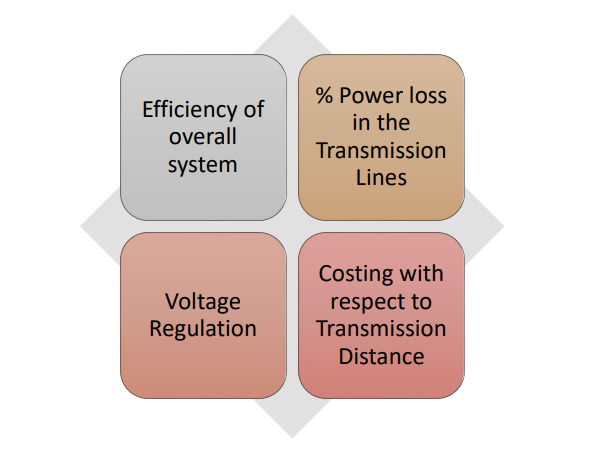 Efficiency of
overall
system
% Power loss
in the
Transmission
Lines
Voltage
Regulation
Costing with
respect to
Transmission
Distance